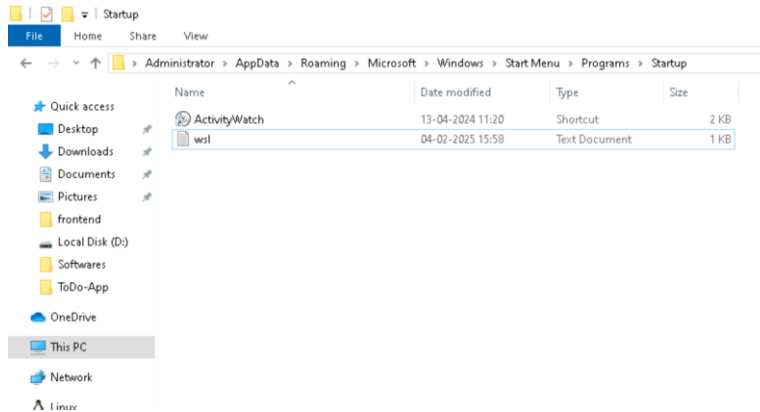 Startup
File Home Share View
Administrator > AppData > Roaming > Microsoft > Windows > Start Menu > Programs > Startup
Name Date modified Type Size
Quick access
ActivityWatch 13-04-2024 11:20 Shortcut 2 KB
Desktop
wsl 04-02-2025 15:58 Text Document 1 KB
Downloads
Documents
Pictures
frontend
Local Disk (D:)
Softwares
ToDo-App
OneDrive
This PC
Network
Linux